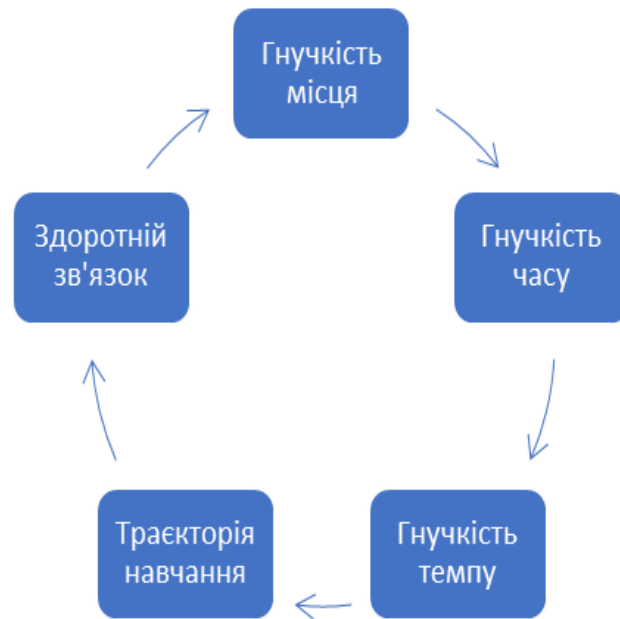 Гнучкість
місця
Гнучкість
часу
Гнучкість
темпу
Траєкторія
навчання
Здоротній
зв'язок